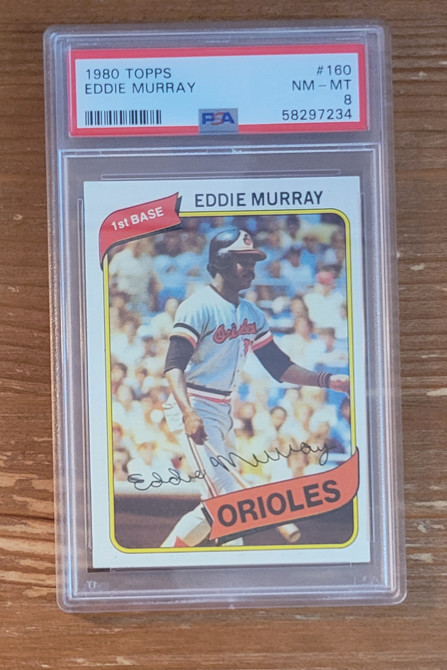 1980 TOPPS #160
EDDIE MURRAY NM - MT
8
PSA 58297234
1st BASE
EDDIE MURRAY
Orioles
Eddie Murray
ORIOLES